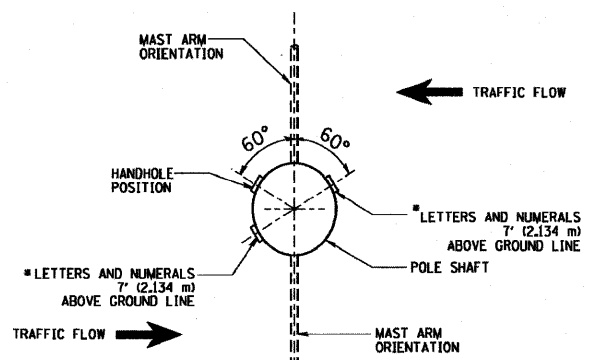 MAST ARM
ORIENTATION
TRAFFIC FLOW
60°
60°
HANDHOLE
POSITION
*LETTERS AND NUMERALS
7' (2.134 m)
ABOVE GROUND LINE
POLE SHAFT
*LETTERS AND NUMERALS
7' (2.134 m)
ABOVE GROUND LINE
TRAFFIC FLOW
MAST ARM
ORIENTATION